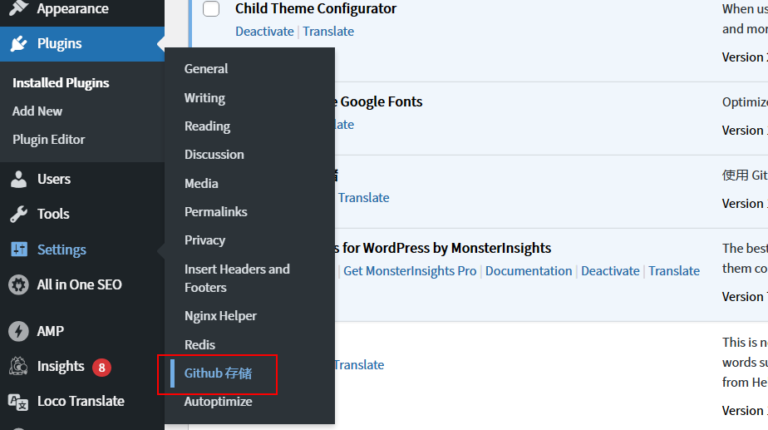 Appearance
Plugins
Installed Plugins
Add New
Plugin Editor
Users
Tools
Settings
All in One SEO
AMP
Insights 8
Loco Translate
General
Writing
Reading
Discussion
Media
Permalinks
Privacy
Insert Headers and
Footers
Nginx Helper
Redis
Github 存储
Autoptimize
Child Theme Configurator
Deactivate | Translate
When us
and mor
Version
e Google Fonts
late
Optimize
Version
Translate
使用 Git
Version
s for WordPress by MonsterInsights
| Get MonsterInsights Pro | Documentation | Deactivate | Translate
The best
them co
Version
Translate
This is n
words su
from He
Version